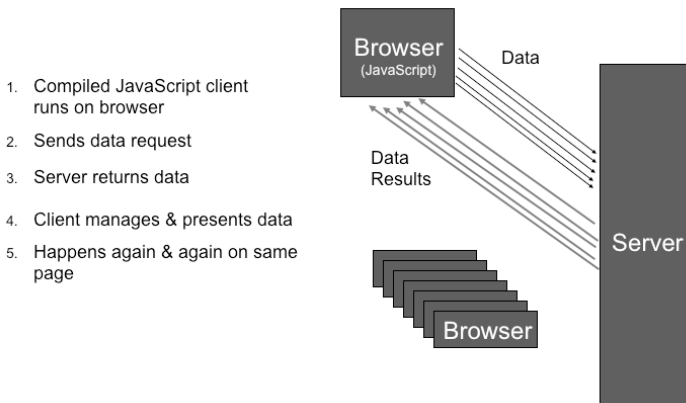 1. Compiled JavaScript client
runs on browser
2. Sends data request
3. Server returns data
4. Client manages & presents data
5. Happens again & again on same
page
Browser
(JavaScript)
Data
Data
Results
Server
Browser